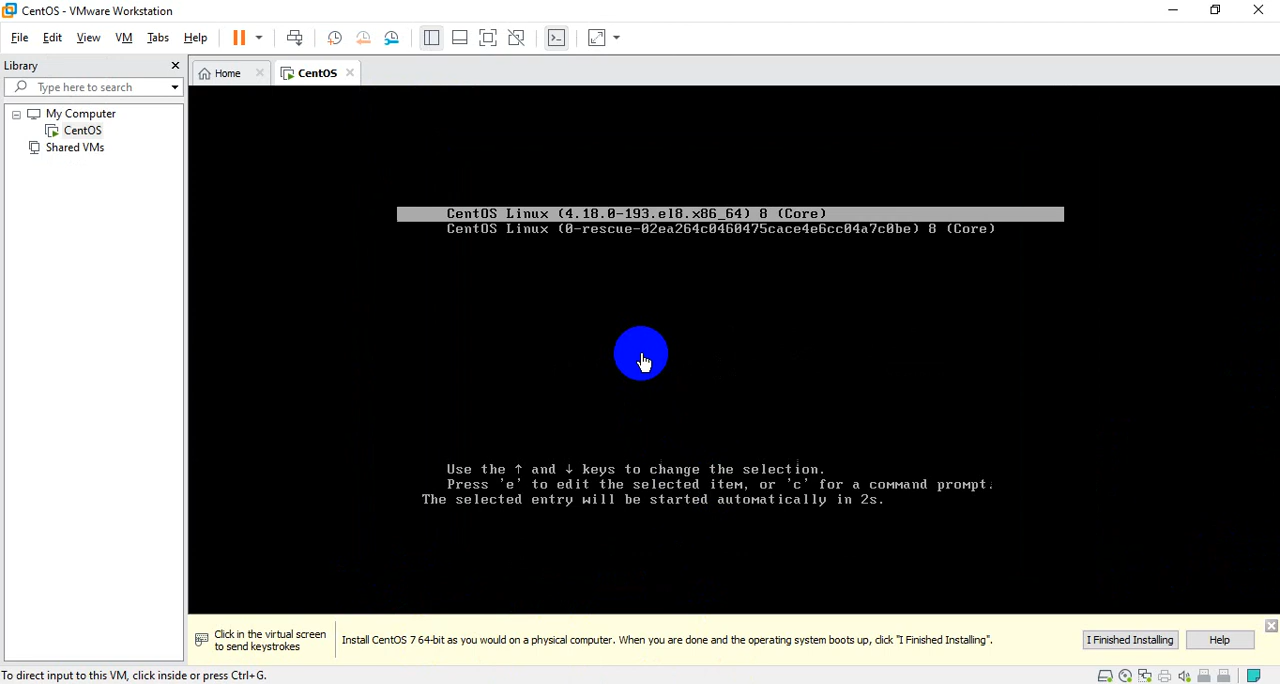 CentOS - VMware Workstation
File Edit View VM Tabs Help
Library
Type here to search
My Computer
CentOS
Shared VMs
Home
CentOS
CentOS Linux (4.18.0-193.el8.x86_64) 8 (Core)
CentOS Linux (0-rescue-02ea264c0460475cace4e6cc04a7c0be) 8 (Core)
Use the ↑ and ↓ keys to change the selection.
Press 'e' to edit the selected item, or 'c' for a command prompt.
The selected entry will be started automatically in 2s.
Click in the virtual screen
to send keystrokes
Install CentOS 7 64-bit as you would on a physical computer. When you are done and the operating system boots up, click "I Finished Installing".
I Finished Installing
Help
To direct input to this VM, click inside or press Ctrl+G.